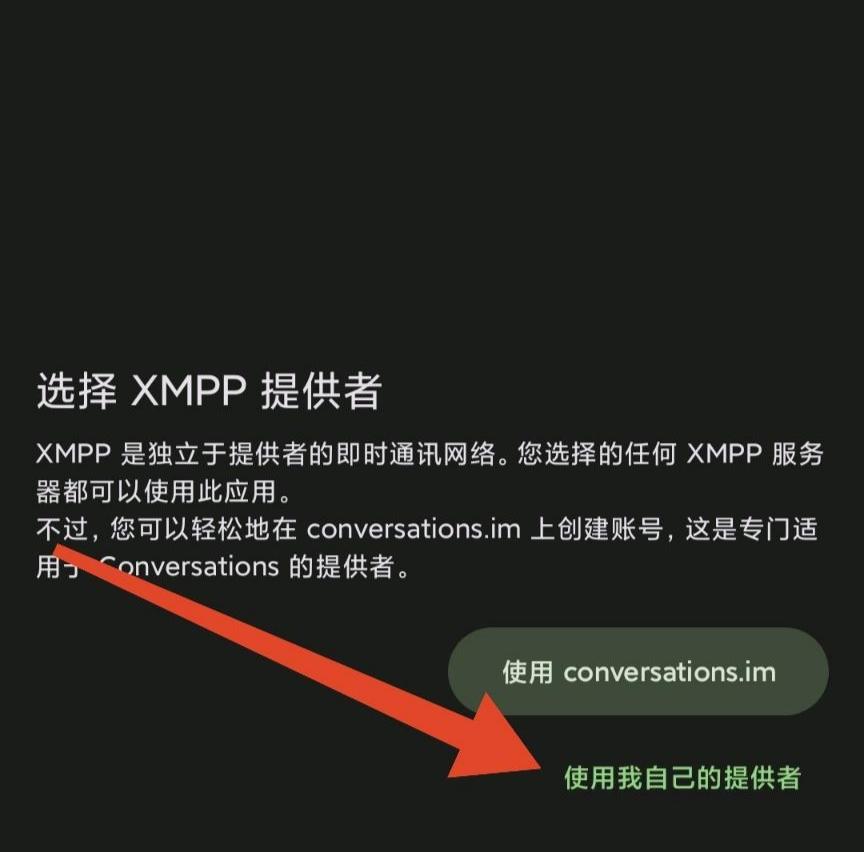 选择 XMPP 提供者
XMPP 是独立于提供者的即时通讯网络。您选择的任何 XMPP 服务
器都可以使用此应用。
不过，您可以轻松地在 conversations.im 上创建账号，这是专门适
用于 Conversations 的提供者。
使用 conversations.im
使用我自己的提供者